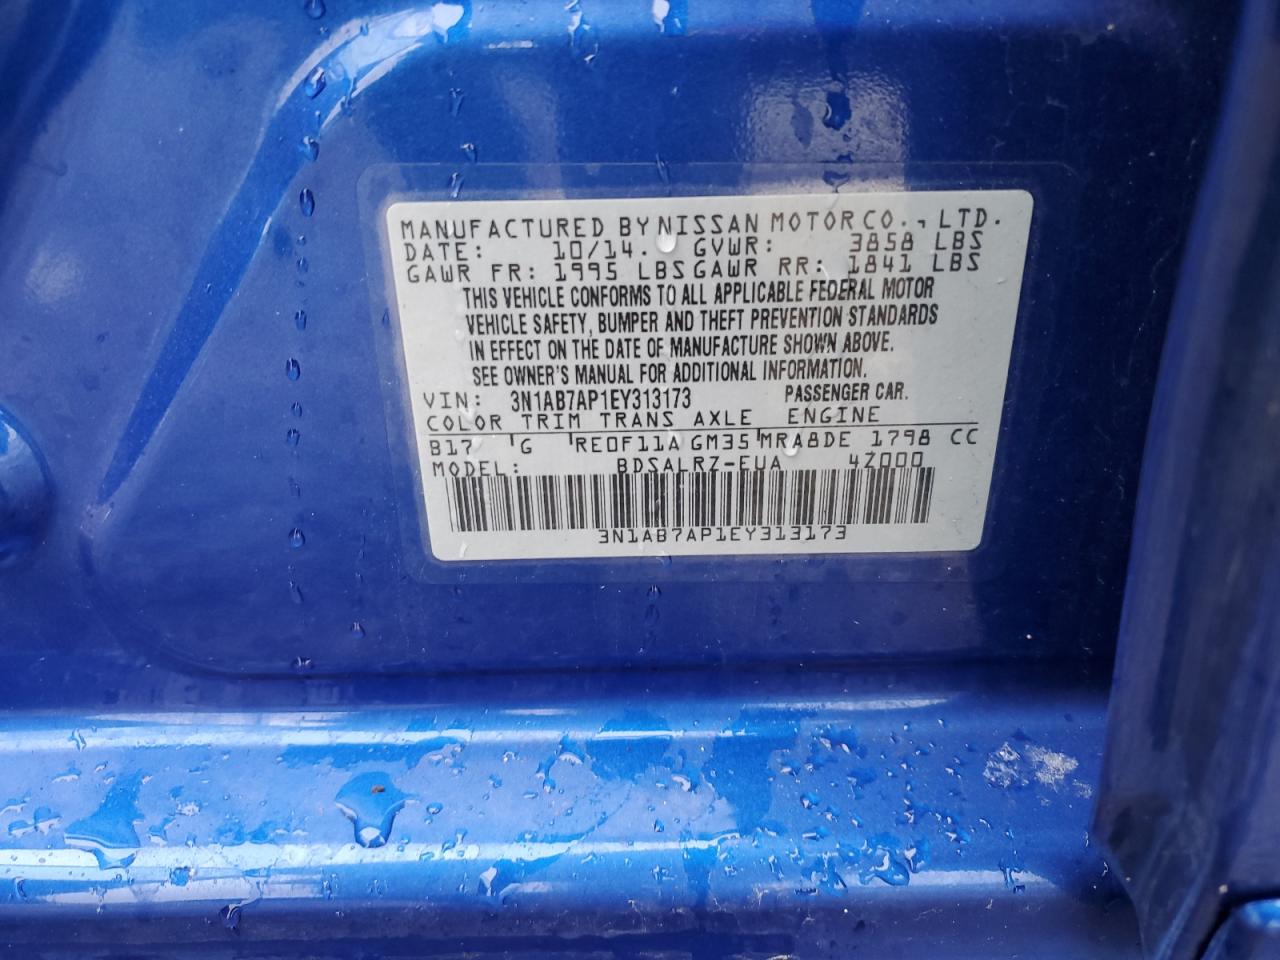 MANUFACTURED BY NISSAN MOTOR CO., LTD.
DATE: 10/14. GVWR: 3858 LBS
GAWR FR: 1995 LBS GAWR RR: 1841 LBS
THIS VEHICLE CONFORMS TO ALL APPLICABLE FEDERAL MOTOR
VEHICLE SAFETY, BUMPER AND THEFT PREVENTION STANDARDS
IN EFFECT ON THE DATE OF MANUFACTURE SHOWN ABOVE.
SEE OWNER'S MANUAL FOR ADDITIONAL INFORMATION.
VIN: 3N1AB7AP1EY313173 PASSENGER CAR.
COLOR TRIM TRANS AXLE ENGINE
B17 G RE0F11A GM35 MRA8DE 1798 CC
MODEL: BDSALRZ-EUA 4Z000
3N1AB7AP1EY313173